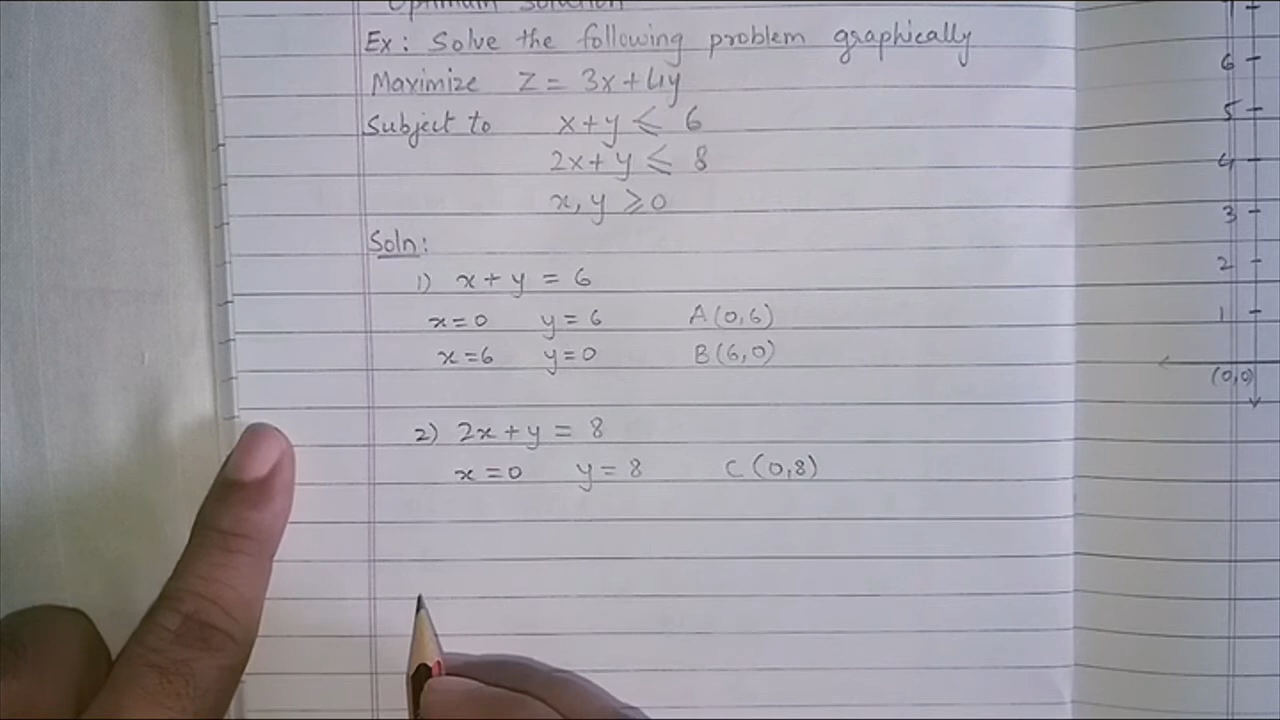 Optimum Solution
Ex: Solve the following problem graphically
Maximize Z = 3x + 4y
Subject to x + y ⩽ 6
2x + y ⩽ 8
x, y ⩾ 0
Soln:
1) x + y = 6
x = 0 y = 6 A(0,6)
x = 6 y = 0 B(6,0)
2) 2x + y = 8
x = 0 y = 8 C(0,8)
6
5
4
3
2
1
(0,0)